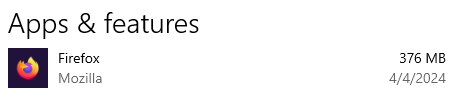 Apps & features
Firefox 376 MB
Mozilla 4/4/2024